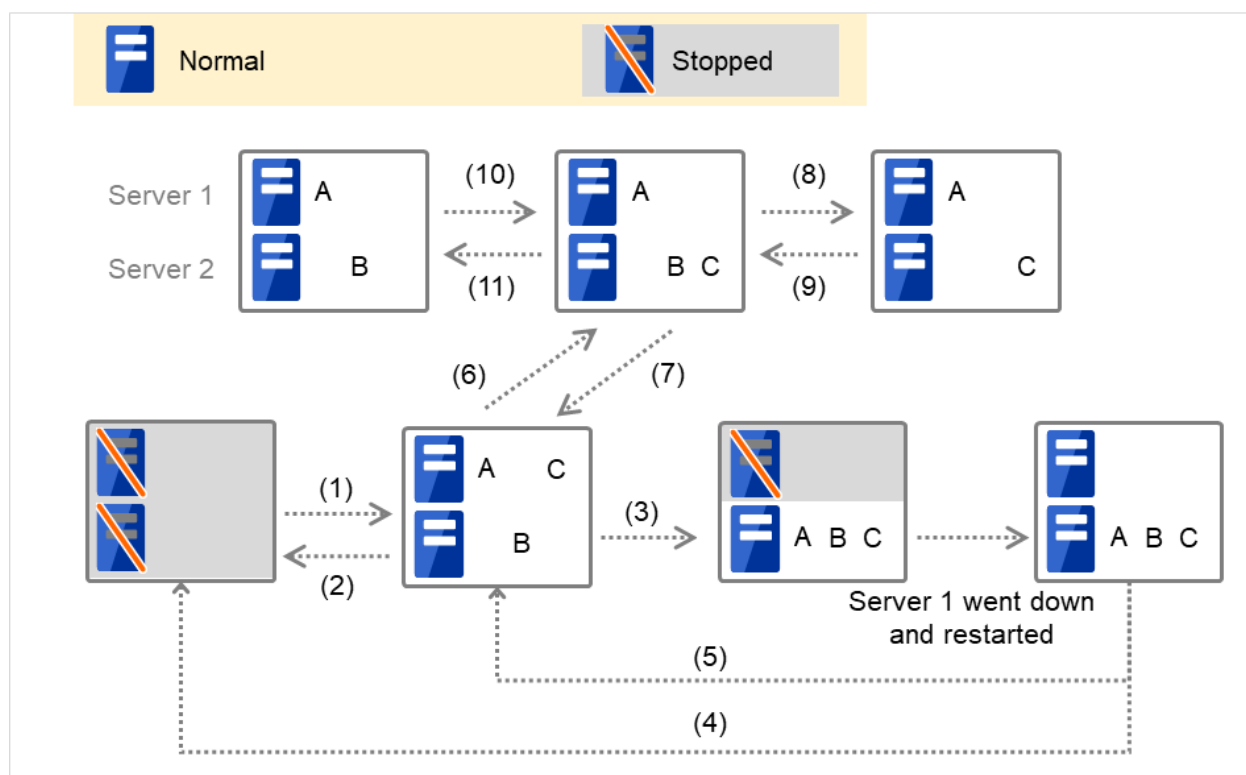 Normal
Stopped
Server 1
Server 2
A
B
(10)
(11)
A
B C
(8)
(9)
A
C
(6)
(7)
(1)
(2)
A C
B
(3)
A B C
A B C
Server 1 went down
and restarted
(5)
(4)